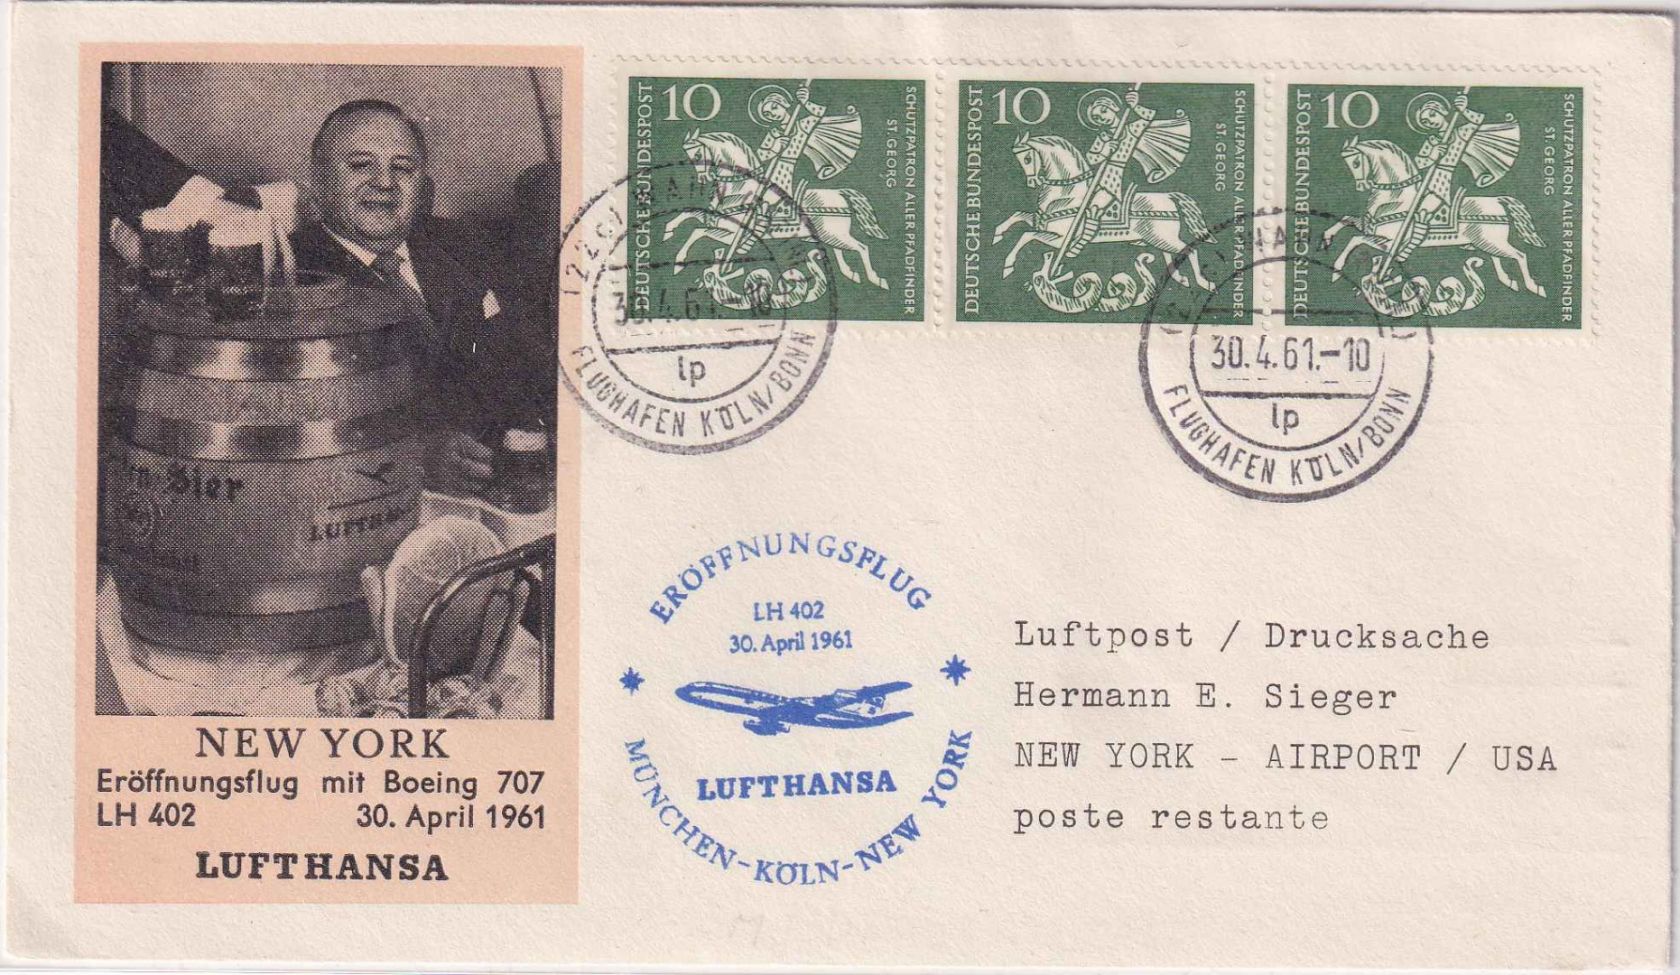 10
DEUTSCHE BUNDESPOST
SCHUTZPATRON ALLER PFADFINDER
ST. GEORG
10
DEUTSCHE BUNDESPOST
SCHUTZPATRON ALLER PFADFINDER
ST. GEORG
10
DEUTSCHE BUNDESPOST
SCHUTZPATRON ALLER PFADFINDER
ST. GEORG
30.4.61.-10
lp
FLUGHAFEN KÖLN/BONN
30.4.61.-10
lp
FLUGHAFEN KÖLN/BONN
LUFTHANSA
NEW YORK
Eröffnungsflug mit Boeing 707
LH 402 30. April 1961
LUFTHANSA
ERÖFFNUNGSFLUG
LH 402
30. April 1961
LUFTHANSA
MÜNCHEN-KÖLN-NEW YORK
Luftpost / Drucksache
Hermann E. Sieger
NEW YORK - AIRPORT / USA
poste restante